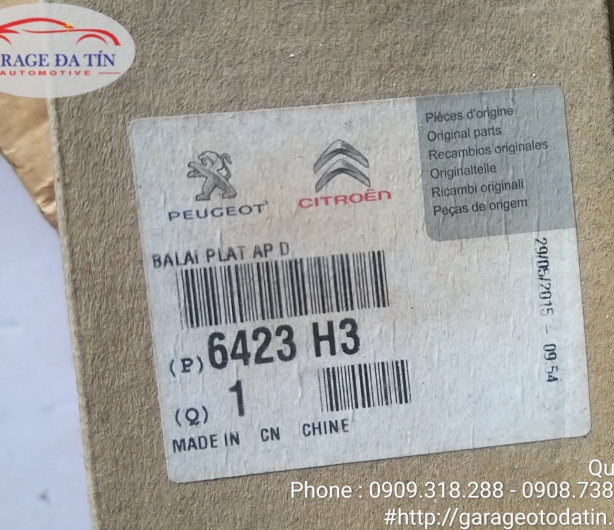 RAGE ĐA TÍN
AUTOMOTIVE
PEUGEOT
CITROËN
Pièces d'origine
Original parts
Recambios originales
Originalteile
Ricambi originali
Peças de origem
BALAI PLAT AP D
(P) 6423 H3
(Q) 1
MADE IN CN CHINE
29/05/2015 - 09:54
Qu
Phone : 0909.318.288 - 0908.738
#http://garageotodatin.